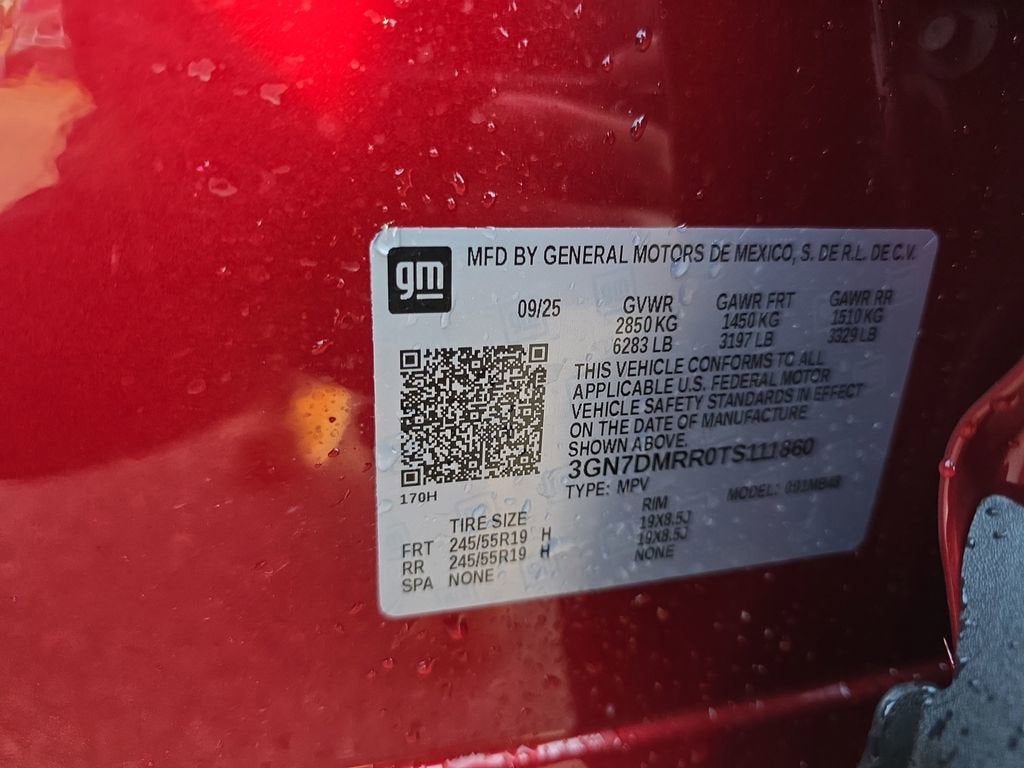 gm
MFD BY GENERAL MOTORS DE MEXICO, S. DE R.L. DE C.V.
09/25 GVWR GAWR FRT GAWR RR
2850 KG 1450 KG 1510 KG
6283 LB 3197 LB 3329 LB
THIS VEHICLE CONFORMS TO ALL
APPLICABLE U.S. FEDERAL MOTOR
VEHICLE SAFETY STANDARDS IN EFFECT
ON THE DATE OF MANUFACTURE
SHOWN ABOVE.
3GN7DMRR0TS111860
170H
TYPE: MPV MODEL:
TIRE SIZE RIM
FRT 245/55R19 H 19X8.5J
RR 245/55R19 H 19X8.5J
SPA NONE NONE